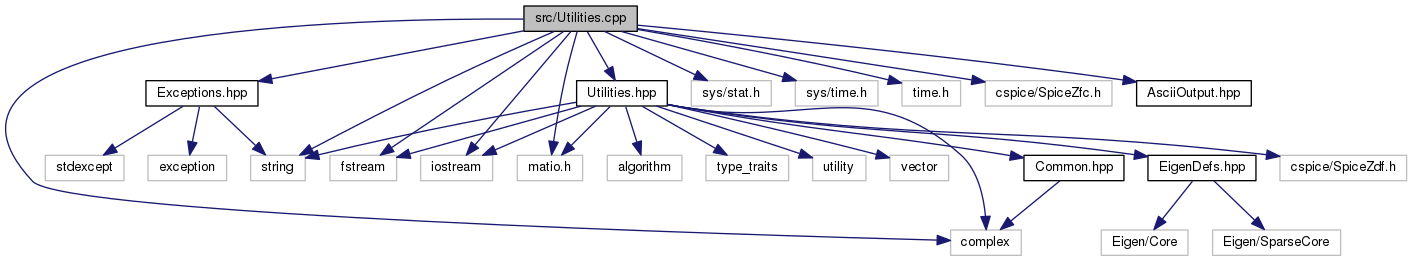 src/Utilities.cpp
Exceptions.hpp
Utilities.hpp
sys/stat.h
sys/time.h
time.h
cspice/SpiceZfc.h
AsciiOutput.hpp
stdexcept
exception
string
fstream
iostream
matio.h
algorithm
type_traits
utility
vector
Common.hpp
EigenDefs.hpp
cspice/SpiceZdf.h
complex
Eigen/Core
Eigen/SparseCore